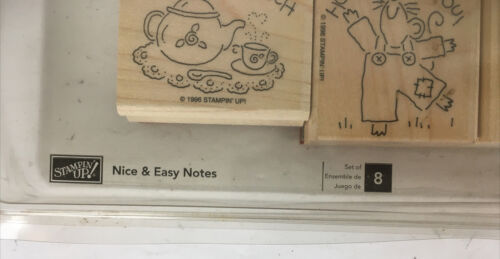 © 1996 STAMPIN' UP!
© 1996 STAMPIN' UP!
STAMPIN' UP!
Nice & Easy Notes
Set of
Ensemble de
Juego de
8